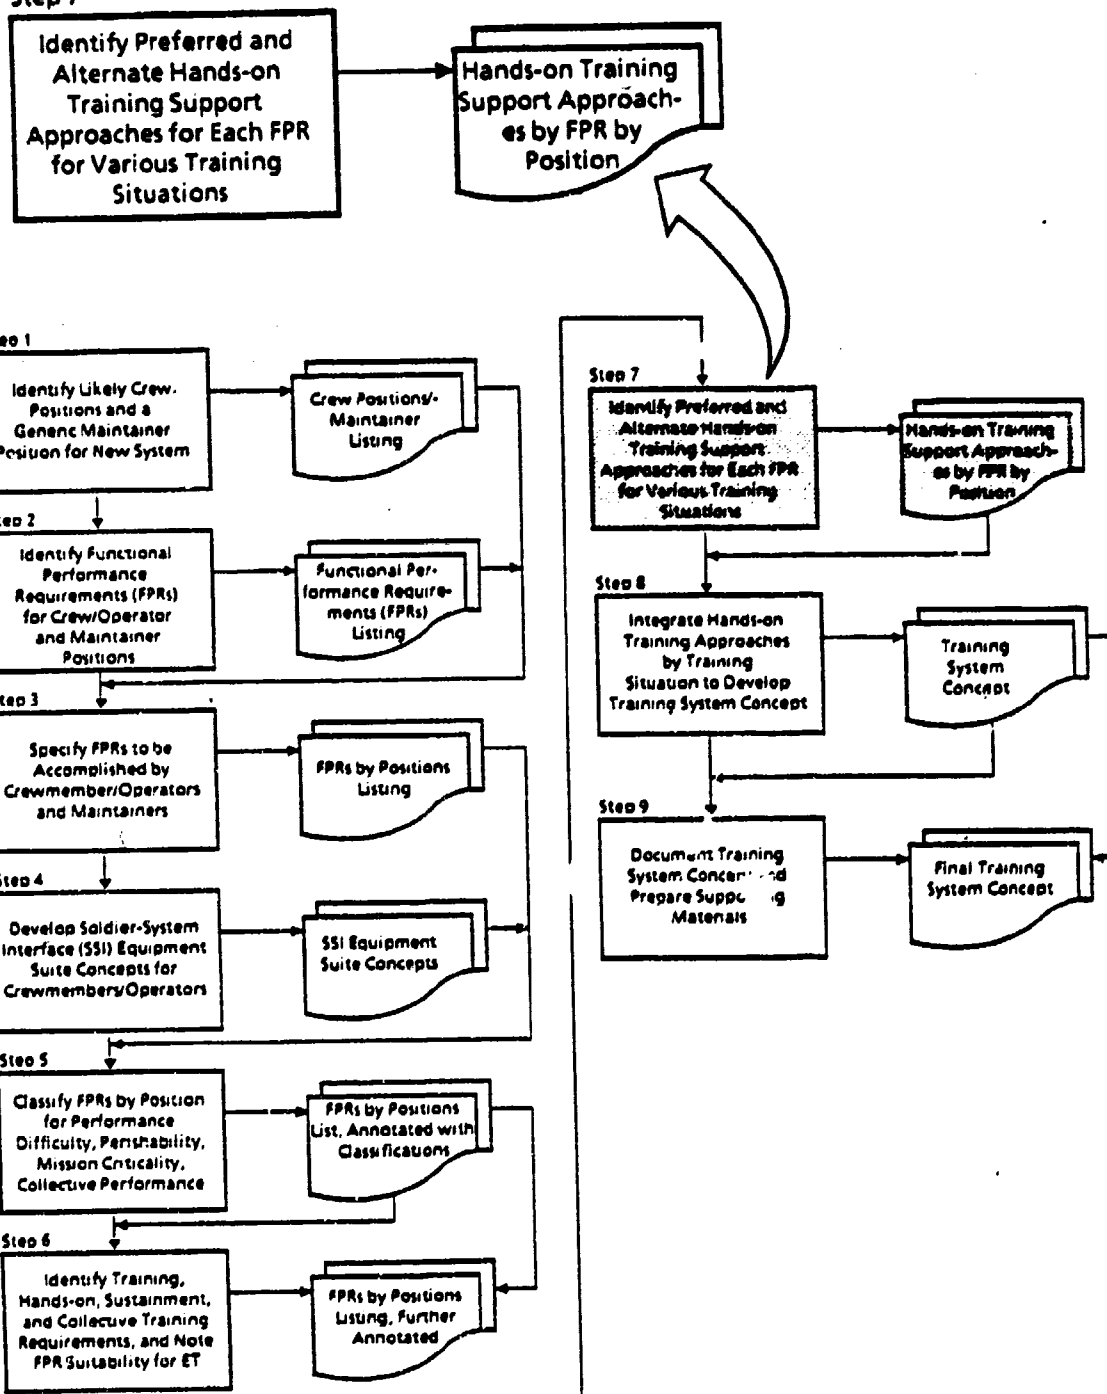 Step 7
Identify Preferred and
Alternate Hands-on
Training Support
Approaches for Each FPR
for Various Training
Situations
Hands-on Training
Support Approach-
es by FPR by
Position
ep 1
Identify Likely Crew
Positions and a
Generic Maintainer
Position for New System
Crew Positions/-
Maintainer
Listing
tep 2
Identify Functional
Performance
Requirements (FPRs)
for Crew/Operator
and Maintainer
Positions
Functional Per-
formance Require-
ments (FPRs)
Listing
tep 3
Specify FPRs to be
Accomplished by
Crewmember/Operators
and Maintainers
FPRs by Positions
Listing
Step 4
Develop Soldier-System
Interface (SSI) Equipment
Suite Concepts for
Crewmembers/Operators
SSI Equipment
Suite Concepts
Step 5
Classify FPRs by Position
for Performance
Difficulty, Perishability,
Mission Criticality,
Collective Performance
FPRs by Positions
List, Annotated with
Classifications
Step 6
Identify Training,
Hands-on, Sustainment,
and Collective Training
Requirements, and Note
FPR Suitability for ET
FPRs by Positions
Listing, Further
Annotated
Step 7
Identify Preferred and
Alternate Hands-on
Training Support
Approaches for Each FPR
for Various Training
Situations
Hands-on Training
Support Approach-
es by FPR by
Position
Step 8
Integrate Hands-on
Training Approaches
by Training
Situation to Develop
Training System Concept
Training
System
Concept
Step 9
Document Training
System Concept and
Prepare Suppo ng
Materials
Final Training
System Concept